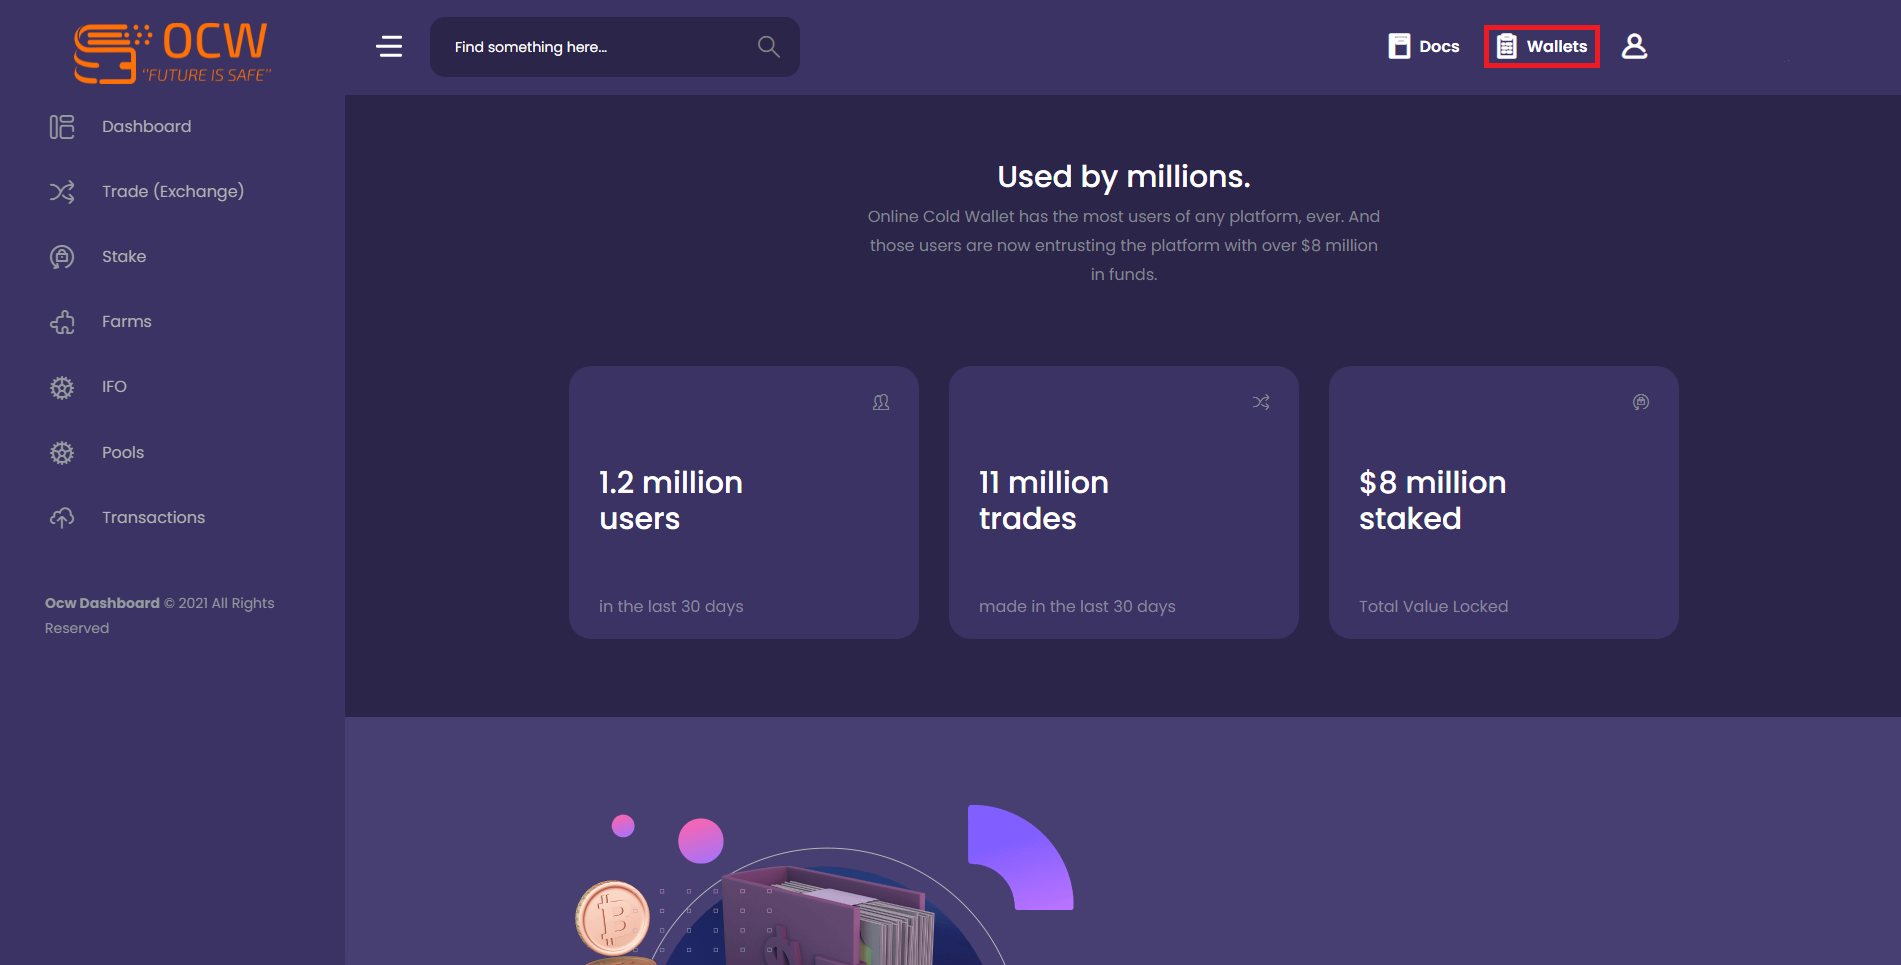 OCW
"FUTURE IS SAFE"
Find something here...
Docs
Wallets
Dashboard
Trade (Exchange)
Stake
Farms
IFO
Pools
Transactions
Ocw Dashboard © 2021 All Rights
Reserved
Used by millions.
Online Cold Wallet has the most users of any platform, ever. And
those users are now entrusting the platform with over $8 million
in funds.
1.2 million
users
in the last 30 days
11 million
trades
made in the last 30 days
$8 million
staked
Total Value Locked